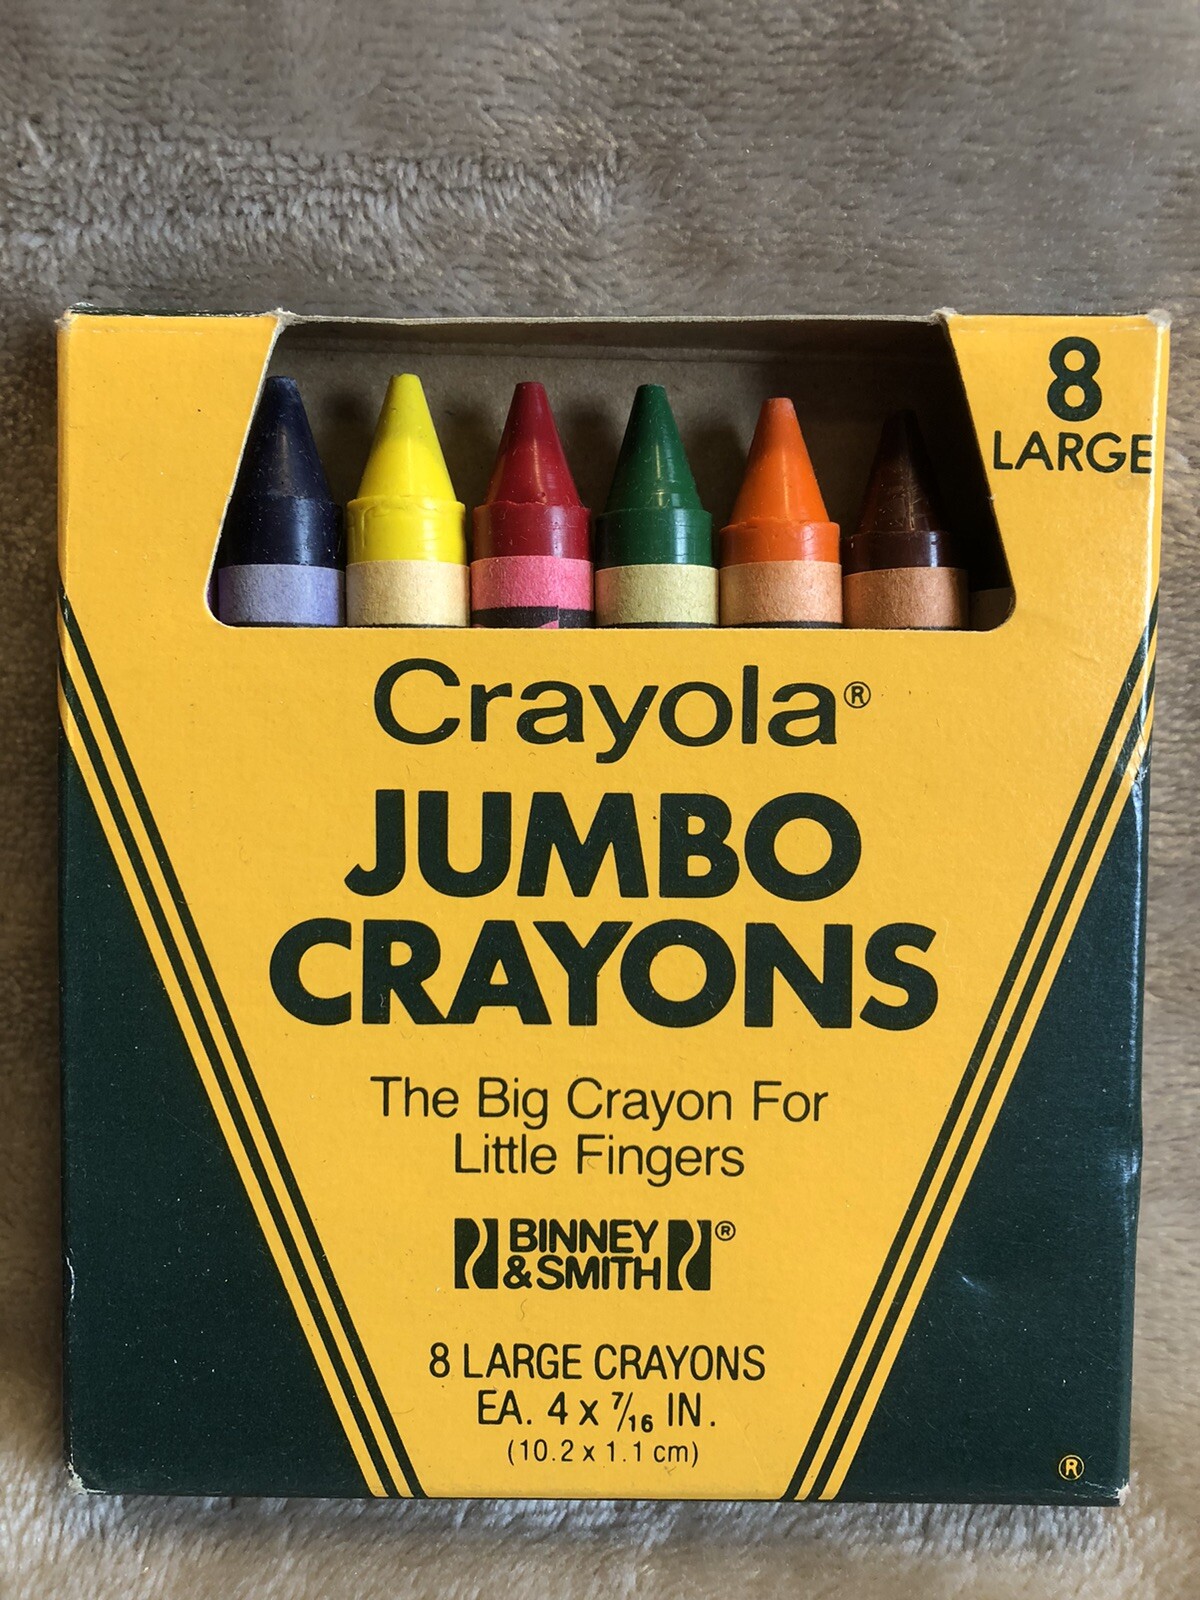 8
LARGE
Crayola®
JUMBO
CRAYONS
The Big Crayon For
Little Fingers
BINNEY ®
& SMITH
8 LARGE CRAYONS
EA. 4 x 7/16 IN.
(10.2 x 1.1 cm)
®